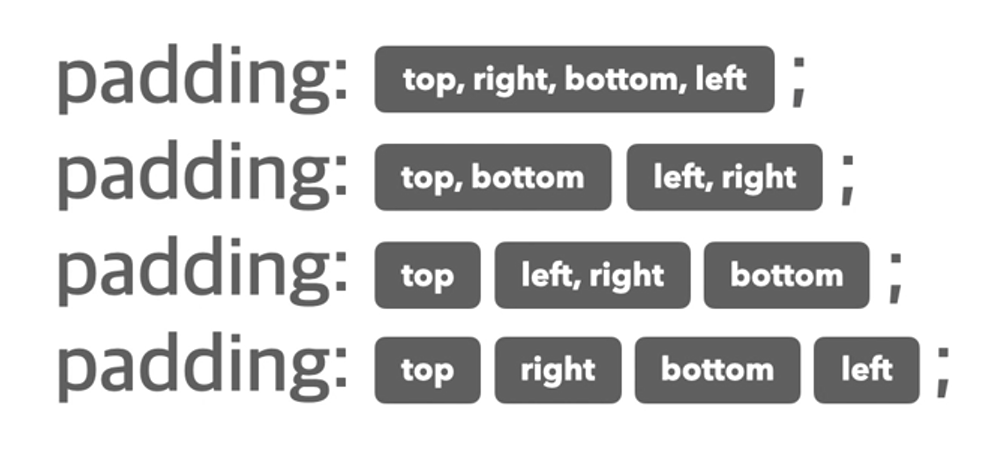 padding: top, right, bottom, left ;
padding: top, bottom left, right ;
padding: top left, right bottom ;
padding: top right bottom left ;